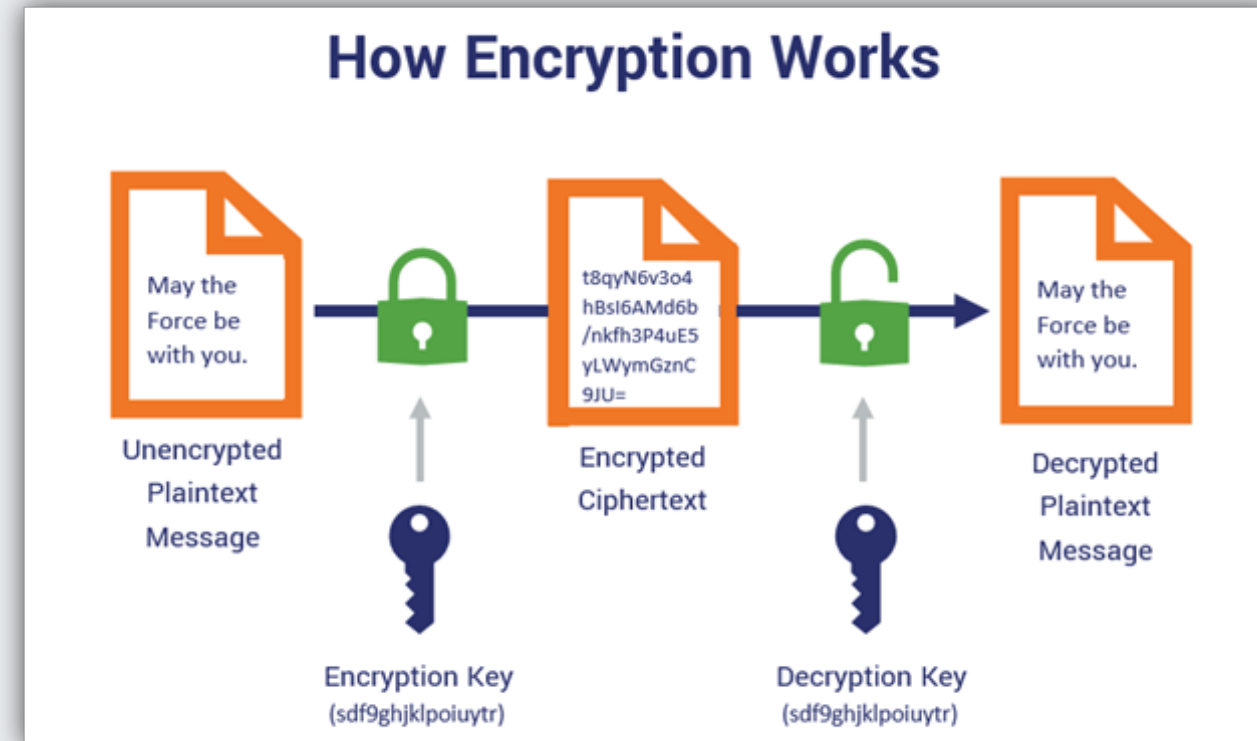 How Encryption Works
May the
Force be
with you.
Unencrypted
Plaintext
Message
Encryption Key
(sdf9ghjklpoiuytr)
t8qyN6v3o4
hBsI6AMd6b
/nkfh3P4uE5
yLWymGznC
9JU=
Encrypted
Ciphertext
Decryption Key
(sdf9ghjklpoiuytr)
May the
Force be
with you.
Decrypted
Plaintext
Message